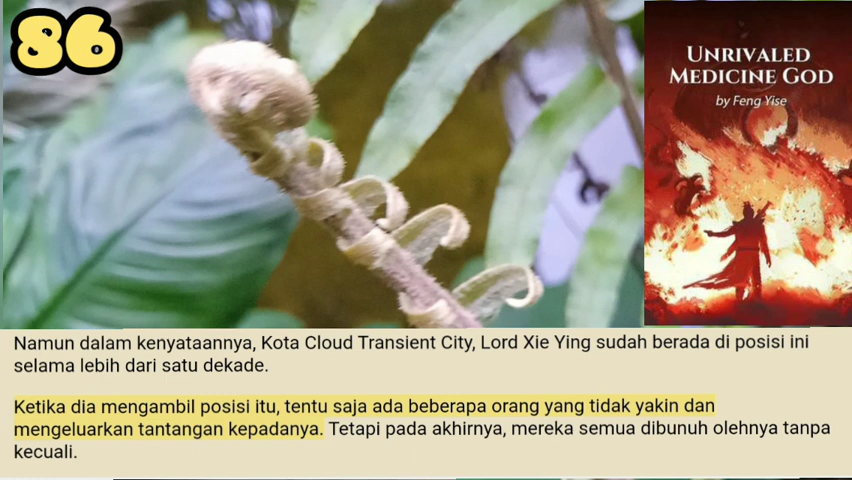 86
UNRIVALED
MEDICINE GOD
by Feng Yise
Namun dalam kenyataannya, Kota Cloud Transient City, Lord Xie Ying sudah berada di posisi ini
selama lebih dari satu dekade.
Ketika dia mengambil posisi itu, tentu saja ada beberapa orang yang tidak yakin dan
mengeluarkan tantangan kepadanya. Tetapi pada akhirnya, mereka semua dibunuh olehnya tanpa
kecuali.